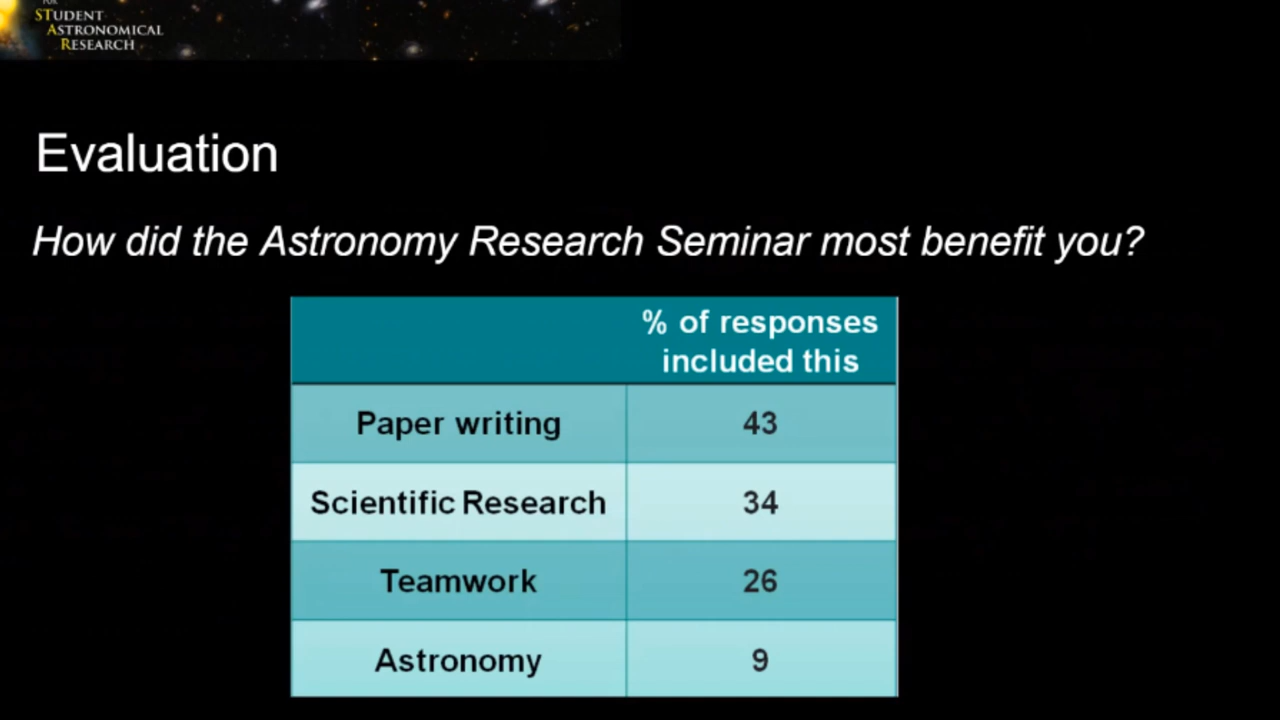 FOR
STUDENT
ASTRONOMICAL
RESEARCH
Evaluation
How did the Astronomy Research Seminar most benefit you?
% of responses
included this
Paper writing 43
Scientific Research 34
Teamwork 26
Astronomy 9